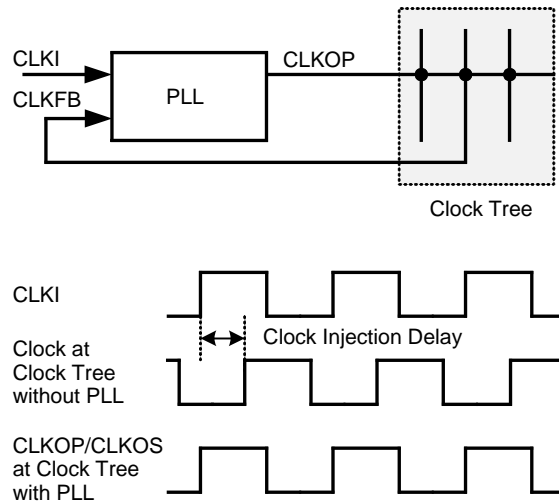 CLKI
CLKOP
CLKFB
PLL
Clock Tree
CLKI
Clock Injection Delay
Clock at
Clock Tree
without PLL
CLKOP/CLKOS
at Clock Tree
with PLL